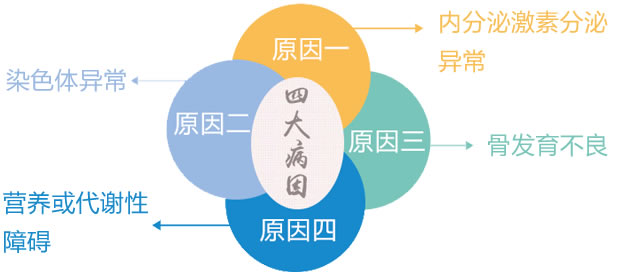 原因一
内分泌激素分泌
异常
染色体异常
原因二
四大病因
原因三
骨发育不良
营养或代谢性
障碍
原因四